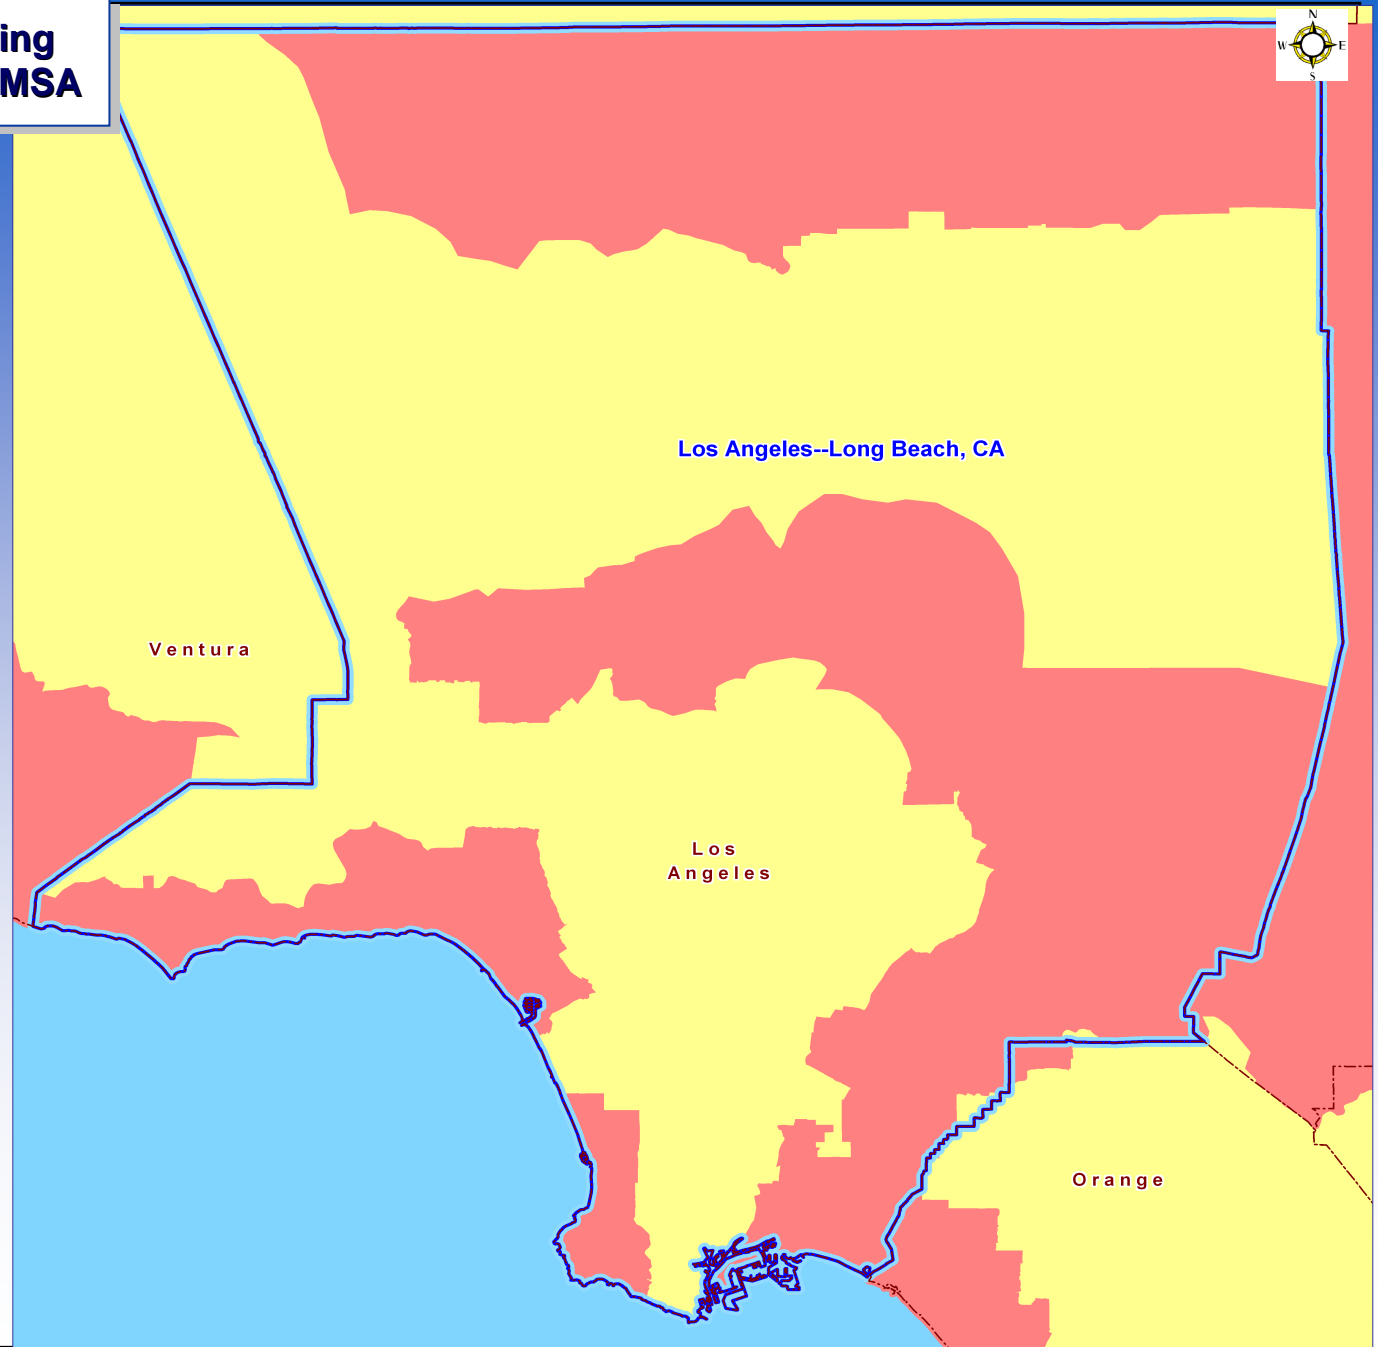 ing
MSA
N
W E
S
Los Angeles--Long Beach, CA
Ventura
Los
Angeles
Orange